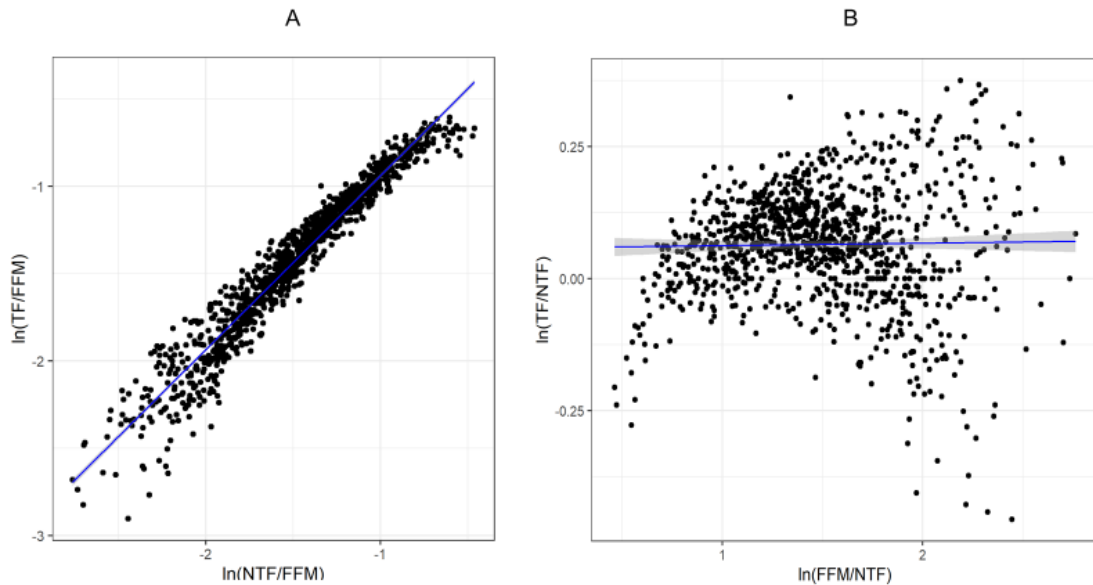 A
B
ln(TF/FFM)
-1
-2
-3
-2
-1
ln(NTF/FFM)
ln(TF/NTF)
0.25
0.00
-0.25
1
2
ln(FFM/NTF)